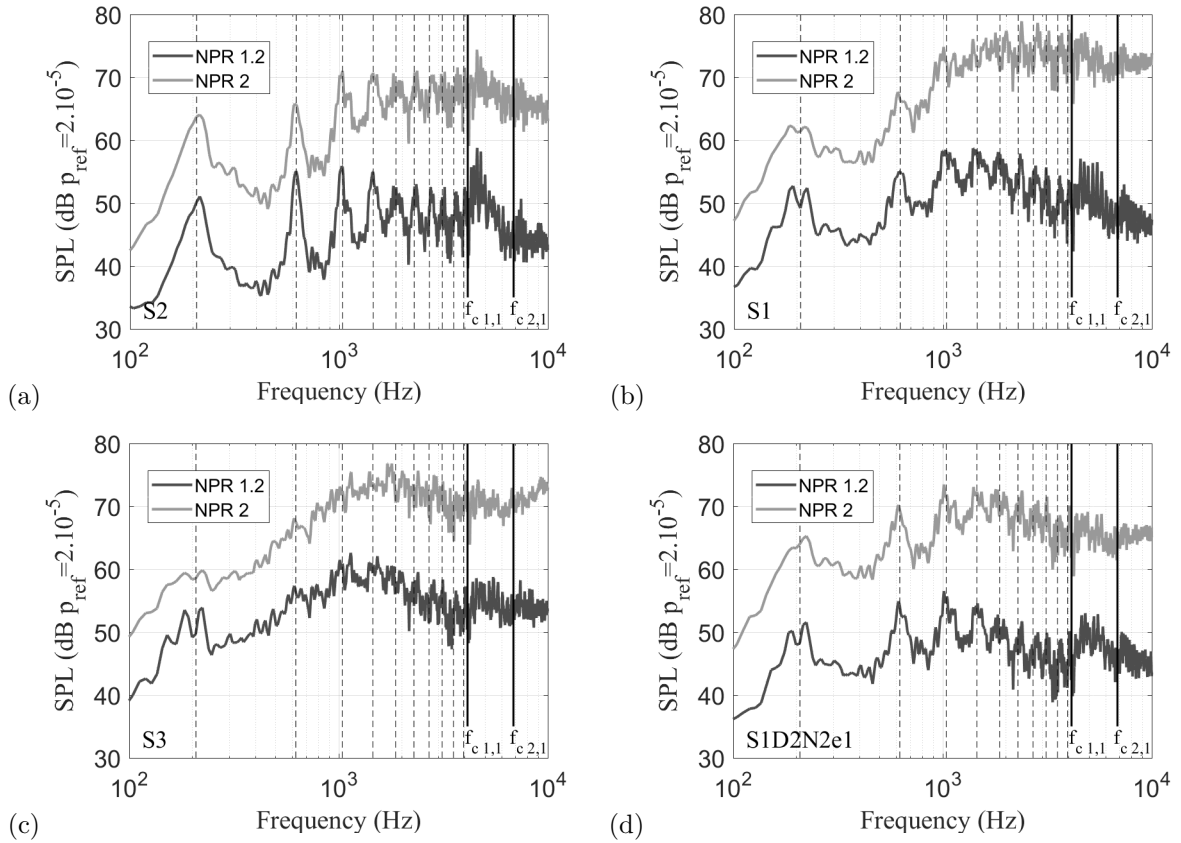 80
70
60
50
40
30
SPL (dB p_ref=2.10^-5)
NPR 1.2
NPR 2
S2
f_c 1,1
f_c 2,1
10^2
10^3
10^4
Frequency (Hz)
(a)
80
70
60
50
40
30
SPL (dB p_ref=2.10^-5)
NPR 1.2
NPR 2
S1
f_c 1,1
f_c 2,1
10^2
10^3
10^4
Frequency (Hz)
(b)
80
70
60
50
40
30
SPL (dB p_ref=2.10^-5)
NPR 1.2
NPR 2
S3
f_c 1,1
f_c 2,1
10^2
10^3
10^4
Frequency (Hz)
(c)
80
70
60
50
40
30
SPL (dB p_ref=2.10^-5)
NPR 1.2
NPR 2
S1D2N2e1
f_c 1,1
f_c 2,1
10^2
10^3
10^4
Frequency (Hz)
(d)